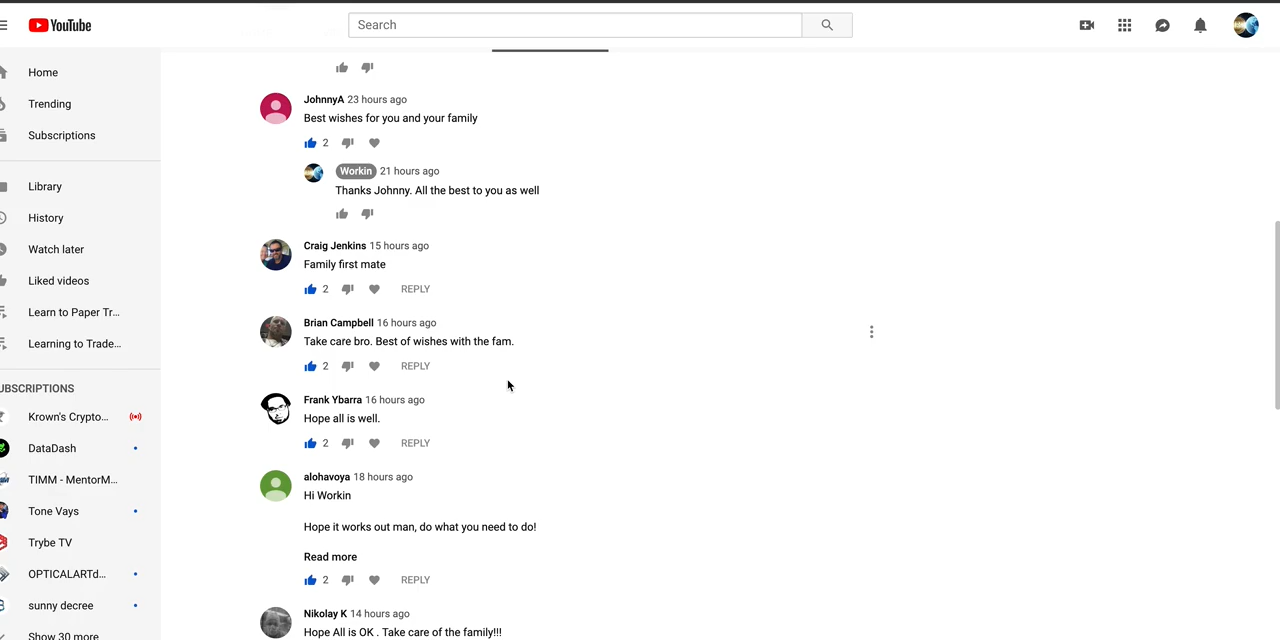 YouTube
Search
Home
Trending
Subscriptions
Library
History
Watch later
Liked videos
Learn to Paper Tr...
Learning to Trade...
UBSCRIPTIONS
Krown's Crypto...
DataDash
TIMM - MentorM...
Tone Vays
Trybe TV
OPTICALARTd...
sunny decree
Show 30 more
JohnnyA 23 hours ago
Best wishes for you and your family
2
Workin 21 hours ago
Thanks Johnny. All the best to you as well
Craig Jenkins 15 hours ago
Family first mate
2 REPLY
Brian Campbell 16 hours ago
Take care bro. Best of wishes with the fam.
2 REPLY
Frank Ybarra 16 hours ago
Hope all is well.
2 REPLY
alohavoya 18 hours ago
Hi Workin
Hope it works out man, do what you need to do!
Read more
2 REPLY
Nikolay K 14 hours ago
Hope All is OK . Take care of the family!!!